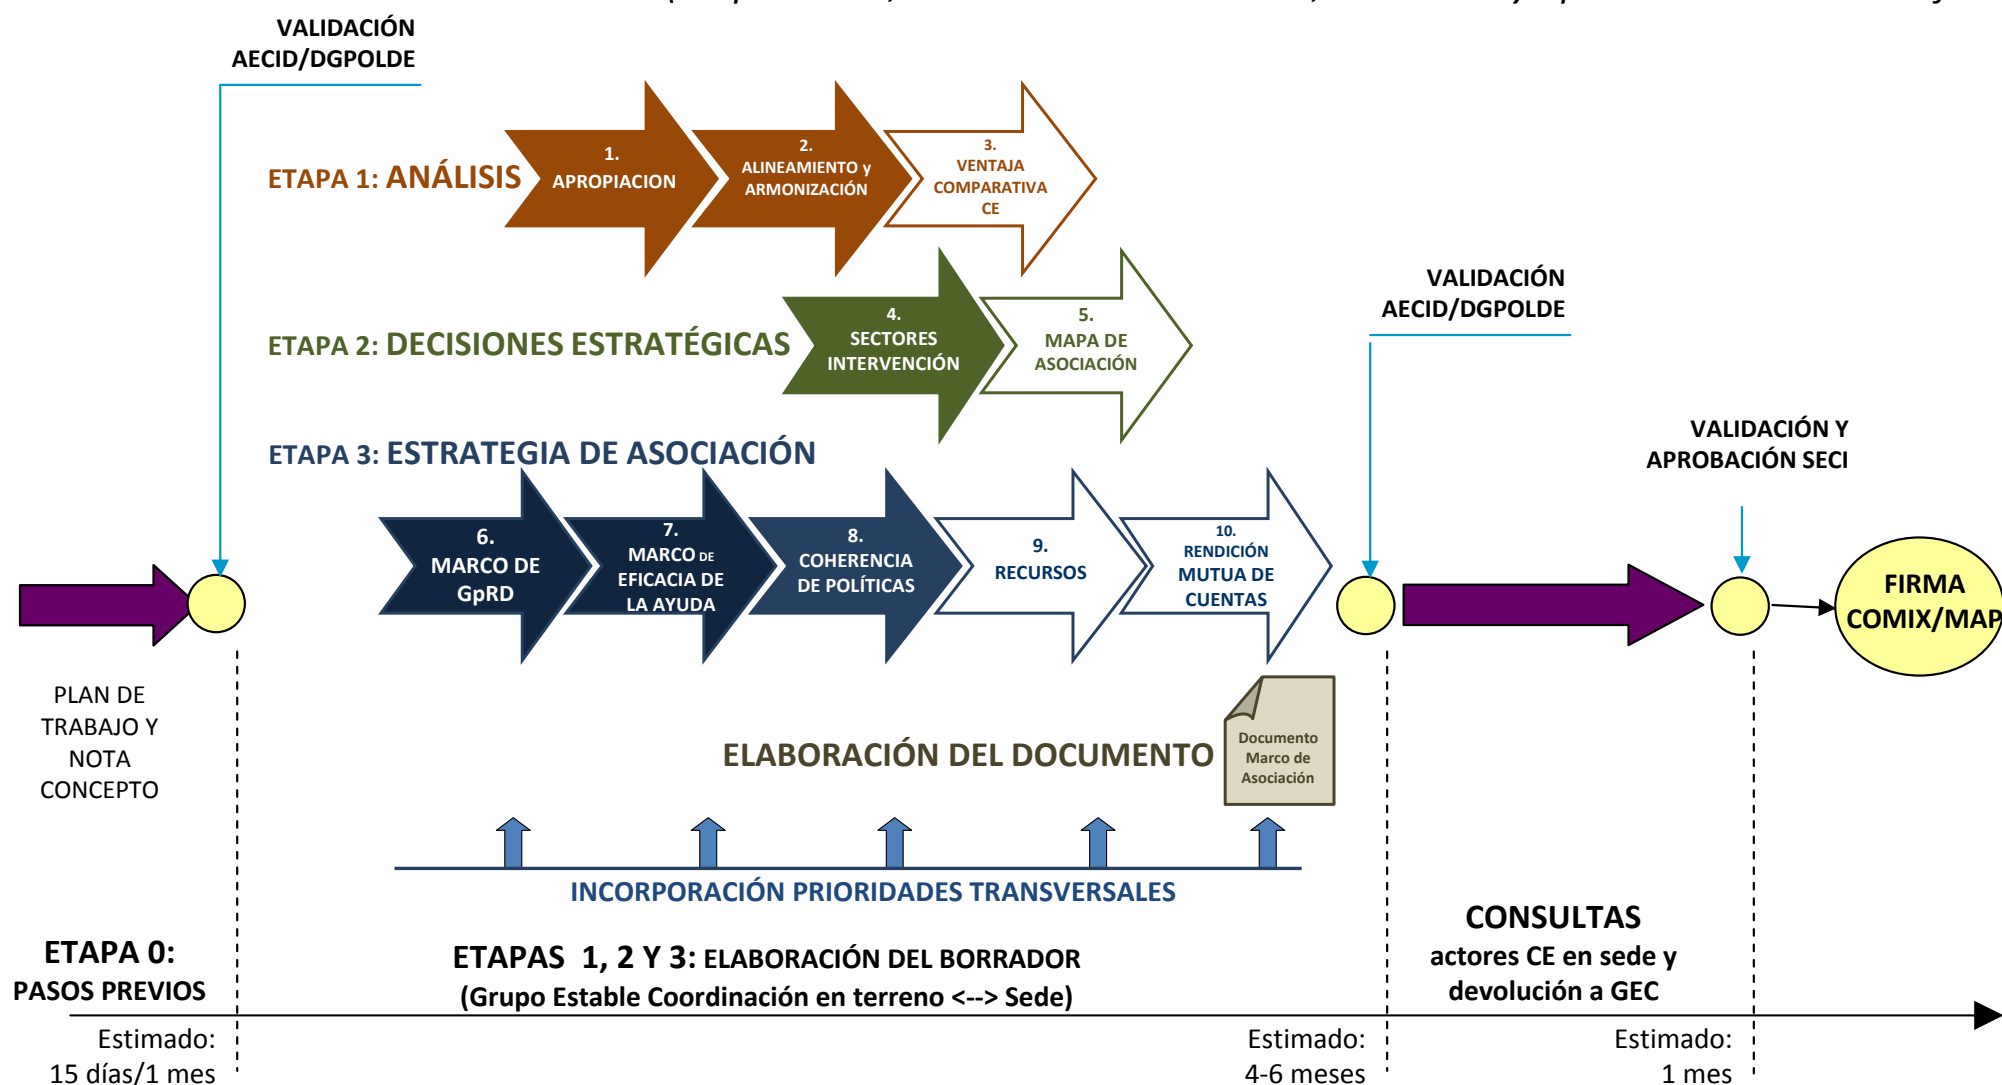 VALIDACIÓN
AECID/DGPOLDE
ETAPA 1: ANÁLISIS
1.
APROPIACION
2.
ALINEAMIENTO y
ARMONIZACIÓN
3.
VENTAJA
COMPARATIVA
CE
ETAPA 2: DECISIONES ESTRATÉGICAS
4.
SECTORES
INTERVENCIÓN
5.
MAPA DE
ASOCIACIÓN
VALIDACIÓN
AECID/DGPOLDE
ETAPA 3: ESTRATEGIA DE ASOCIACIÓN
VALIDACIÓN Y
APROBACIÓN SECI
6.
MARCO DE
GpRD
7.
MARCO DE
EFICACIA DE
LA AYUDA
8.
COHERENCIA
DE POLÍTICAS
9.
RECURSOS
10.
RENDICIÓN
MUTUA DE
CUENTAS
FIRMA
COMIX/MAP
PLAN DE
TRABAJO Y
NOTA
CONCEPTO
ELABORACIÓN DEL DOCUMENTO
Documento
Marco de
Asociación
INCORPORACIÓN PRIORIDADES TRANSVERSALES
ETAPA 0:
PASOS PREVIOS
ETAPAS 1, 2 Y 3: ELABORACIÓN DEL BORRADOR
(Grupo Estable Coordinación en terreno <--> Sede)
CONSULTAS
actores CE en sede y
devolución a GEC
Estimado:
15 días/1 mes
Estimado:
4-6 meses
Estimado:
1 mes